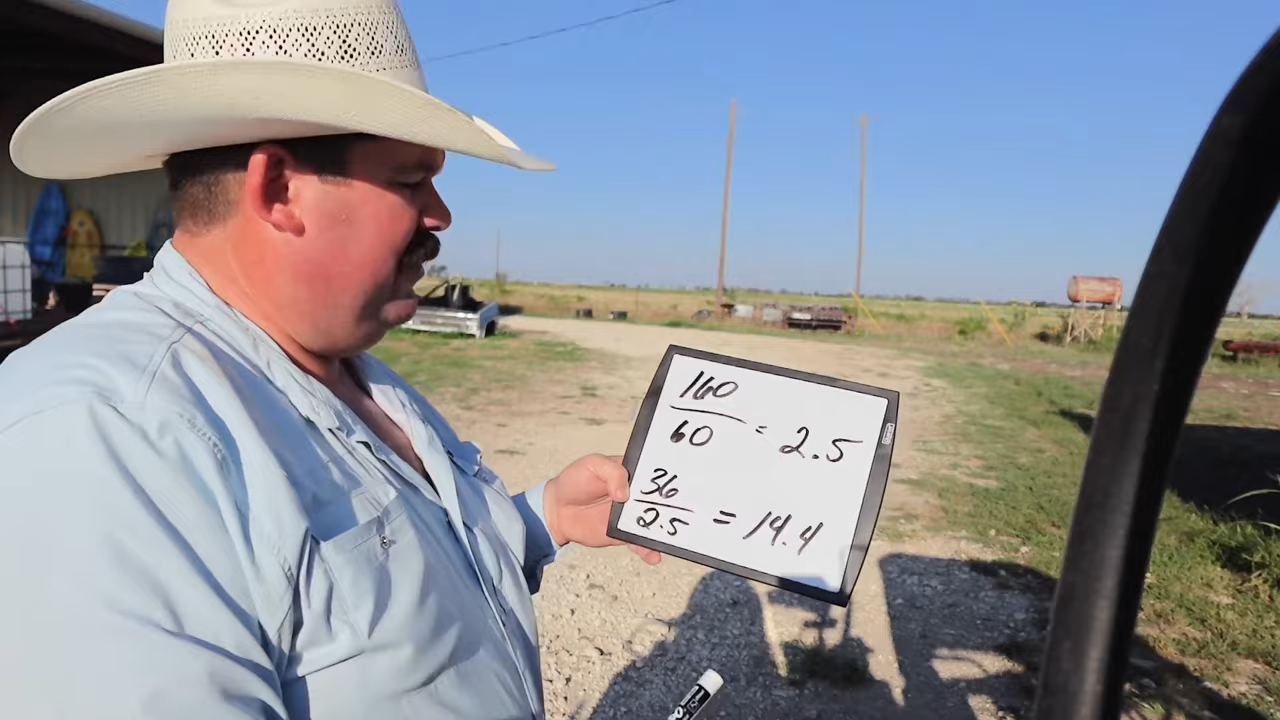 160
60 = 2.5
36
2.5 = 14.4